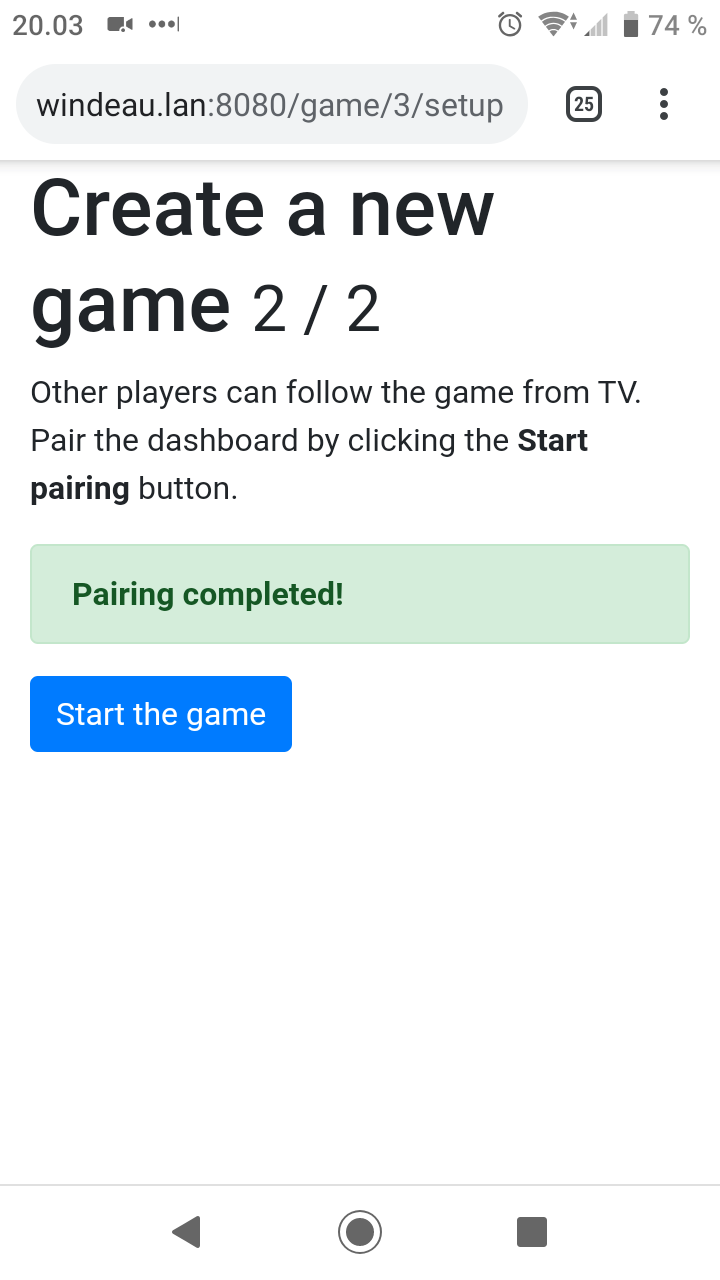 20.03 74 %
windeau.lan:8080/game/3/setup 25
Create a new
game 2 / 2
Other players can follow the game from TV.
Pair the dashboard by clicking the Start
pairing button.
Pairing completed!
Start the game